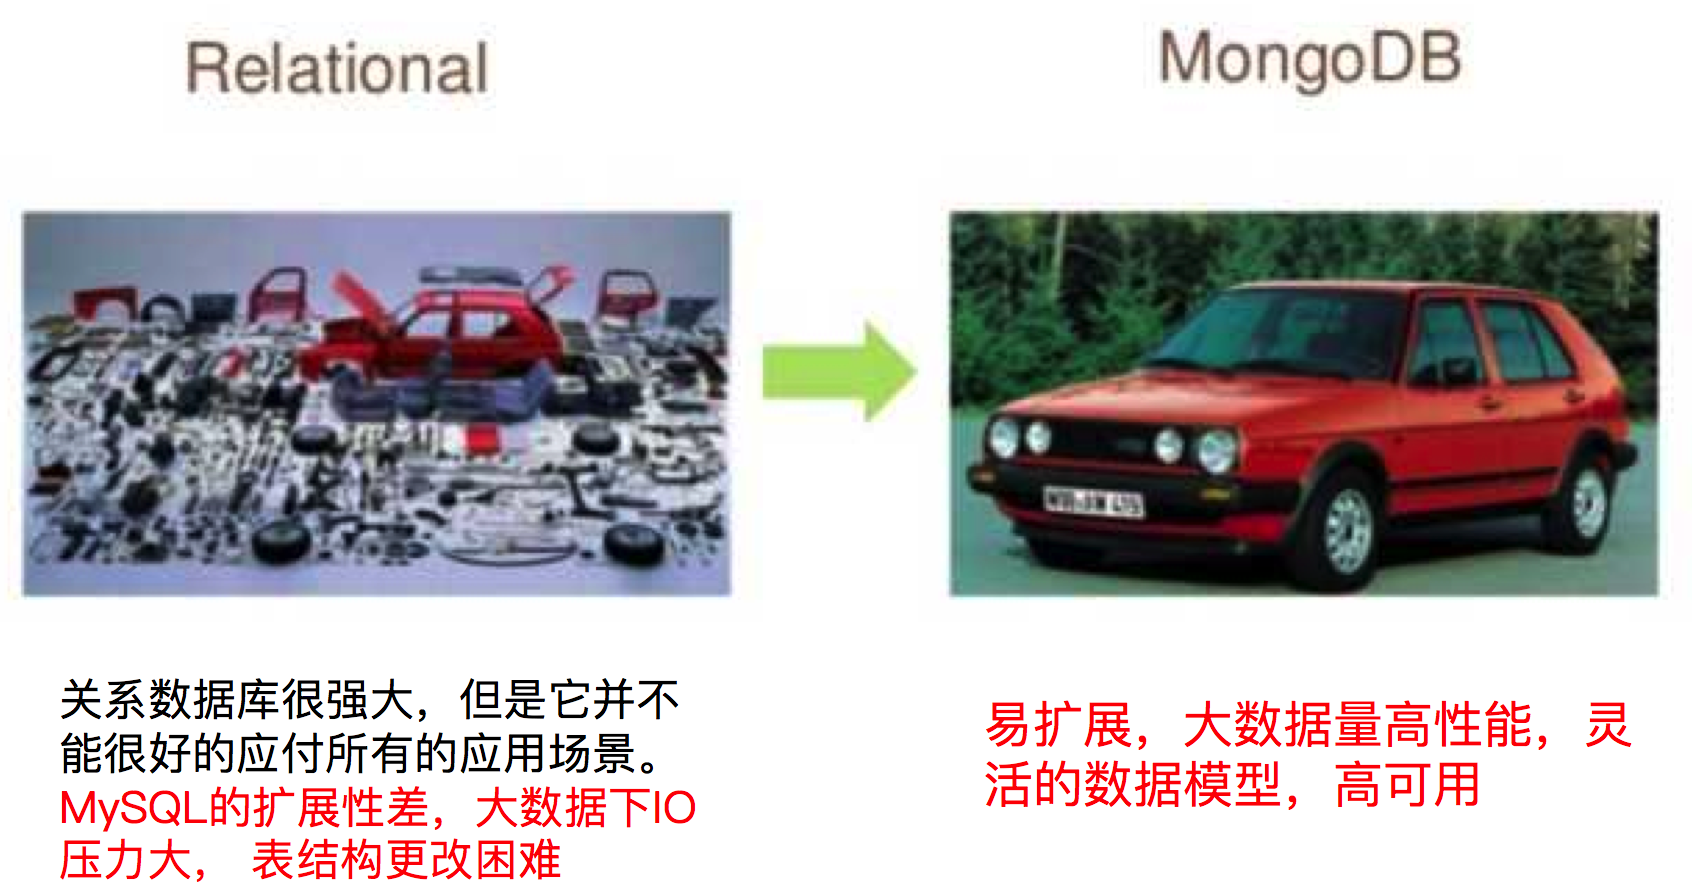 Relational
MongoDB
关系数据库很强大，但是它并不
能很好的应付所有的应用场景。
MySQL的扩展性差，大数据下IO
压力大， 表结构更改困难
易扩展，大数据量高性能，灵
活的数据模型，高可用